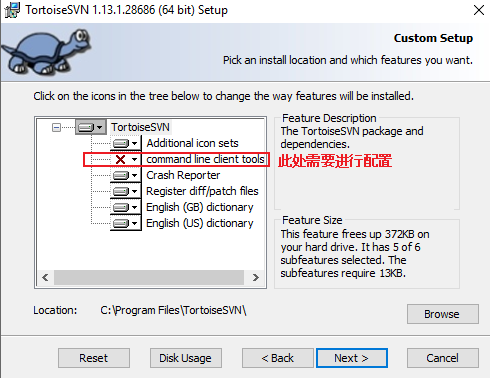 TortoiseSVN 1.13.1.28686 (64 bit) Setup
Custom Setup
Pick an install location and which features you want.
Click on the icons in the tree below to change the way features will be installed.
TortoiseSVN
Additional icon sets
command line client tools
此处需要进行配置
Crash Reporter
Register diff/patch files
English (GB) dictionary
English (US) dictionary
Feature Description
The TortoiseSVN package and
dependencies.
Feature Size
This feature frees up 372KB on
your hard drive. It has 5 of 6
subfeatures selected. The
subfeatures require 13KB.
Location: C:\Program Files\TortoiseSVN\
Browse
Reset Disk Usage < Back Next > Cancel